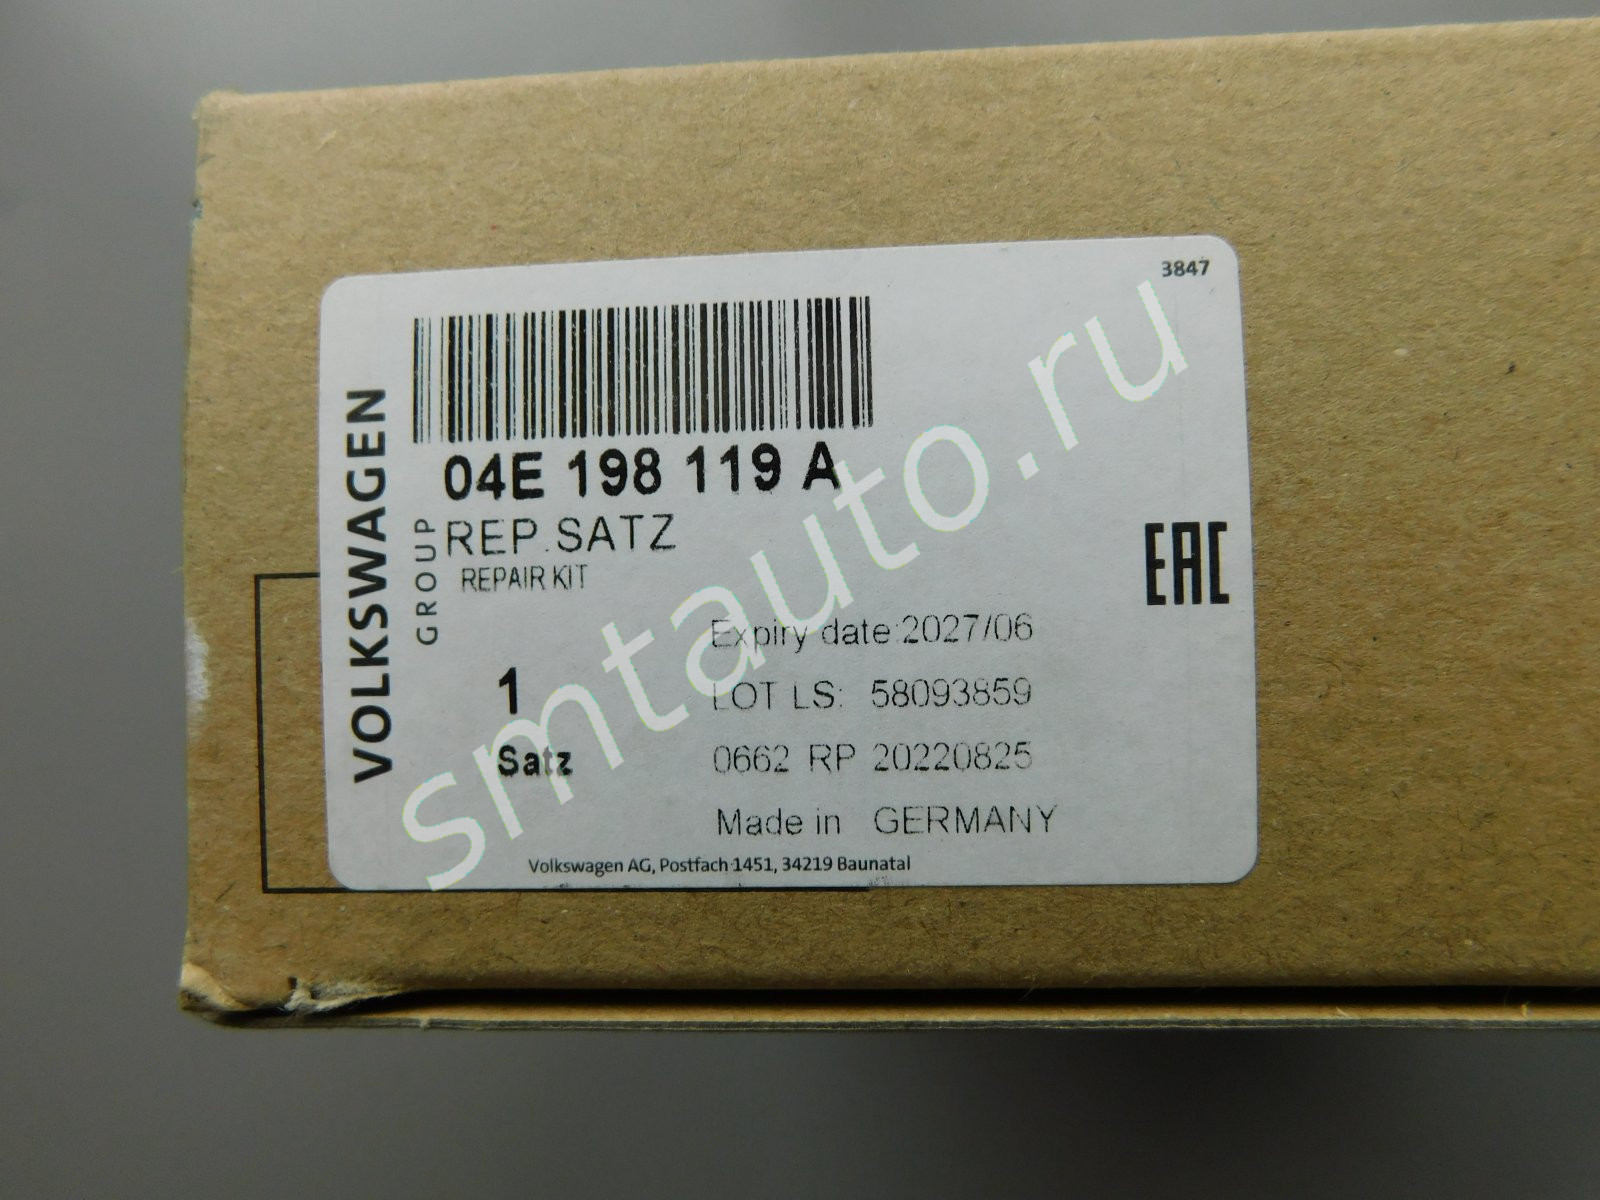 3847
VOLKSWAGEN
GROUP
04E 198 119 A
REP.SATZ
REPAIR KIT
Expiry date:2027/06
1
LOT LS: 58093859
Satz
0662 RP 20220825
Made in GERMANY
Volkswagen AG, Postfach 1451, 34219 Baunatal
EAC
smtauto.ru